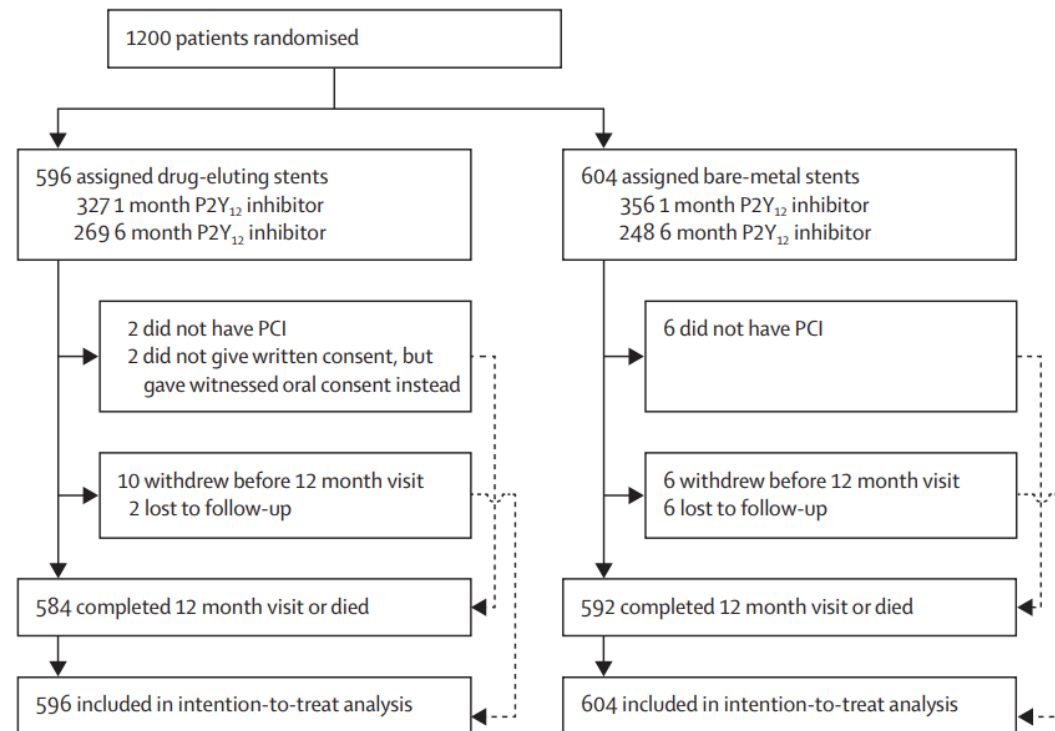 1200 patients randomised
596 assigned drug-eluting stents
327 1 month P2Y₁₂ inhibitor
269 6 month P2Y₁₂ inhibitor
604 assigned bare-metal stents
356 1 month P2Y₁₂ inhibitor
248 6 month P2Y₁₂ inhibitor
2 did not have PCI
2 did not give written consent, but
gave witnessed oral consent instead
6 did not have PCI
10 withdrew before 12 month visit
2 lost to follow-up
6 withdrew before 12 month visit
6 lost to follow-up
584 completed 12 month visit or died
592 completed 12 month visit or died
596 included in intention-to-treat analysis
604 included in intention-to-treat analysis